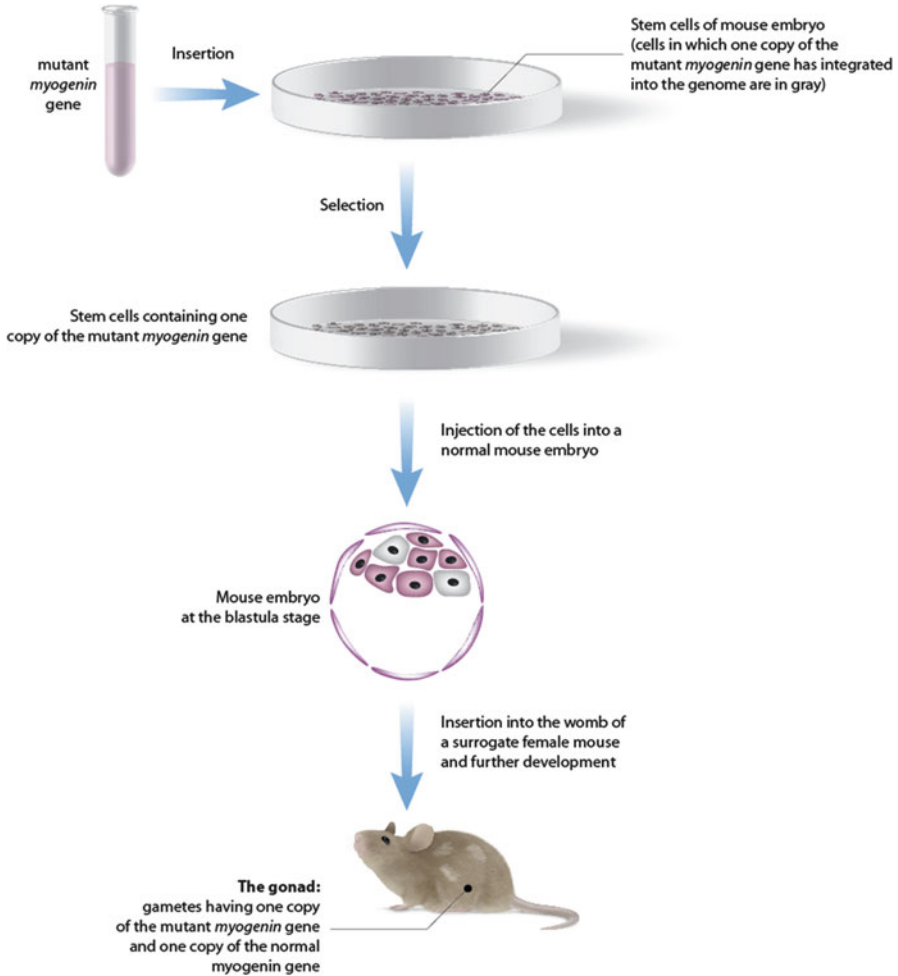 mutant
myogenin
gene
Insertion
Stem cells of mouse embryo
(cells in which one copy of the
mutant myogenin gene has integrated
into the genome are in gray)
Selection
Stem cells containing one
copy of the mutant myogenin gene
Injection of the cells into a
normal mouse embryo
Mouse embryo
at the blastula stage
Insertion into the womb of
a surrogate female mouse
and further development
The gonad:
gametes having one copy
of the mutant myogenin gene
and one copy of the normal
myogenin gene